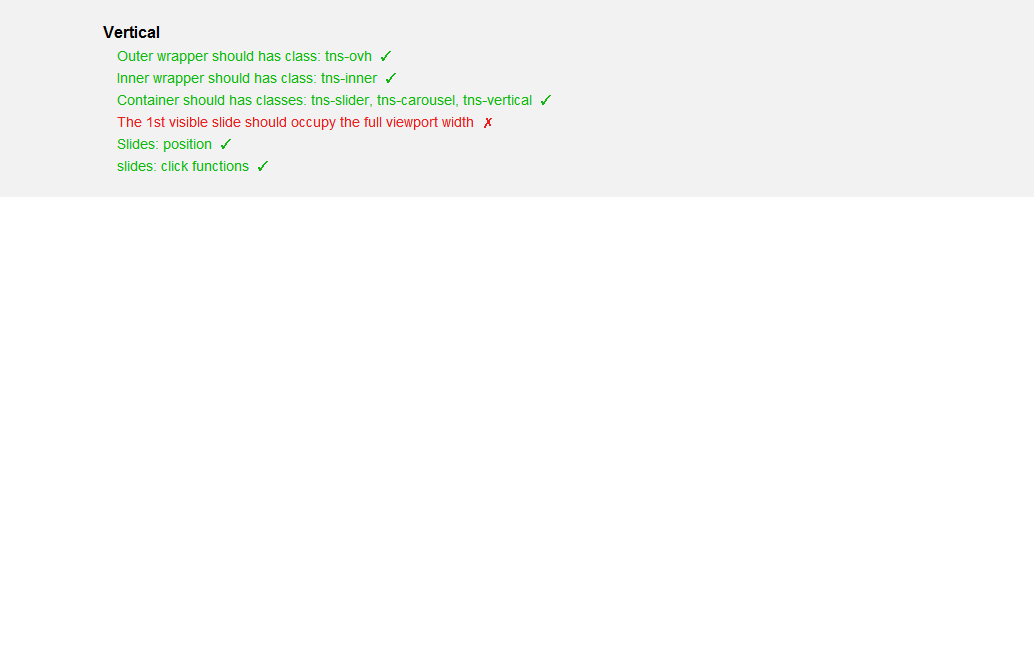 Vertical
Outer wrapper should has class: tns-ovh ✓
Inner wrapper should has class: tns-inner ✓
Container should has classes: tns-slider, tns-carousel, tns-vertical ✓
The 1st visible slide should occupy the full viewport width ✗
Slides: position ✓
slides: click functions ✓